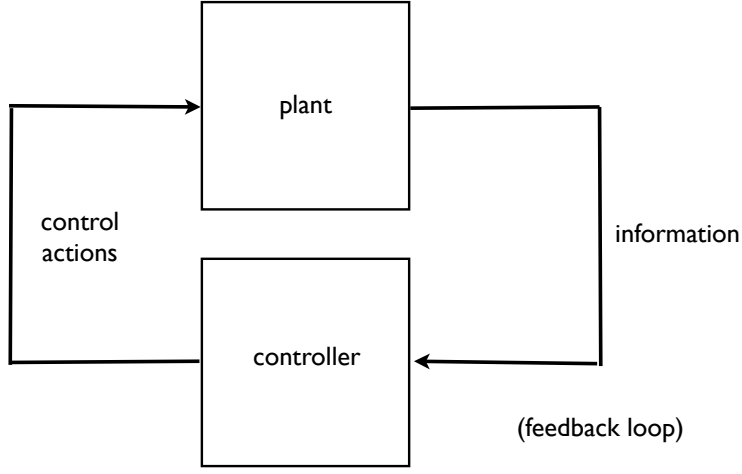 plant
control
actions
information
controller
(feedback loop)